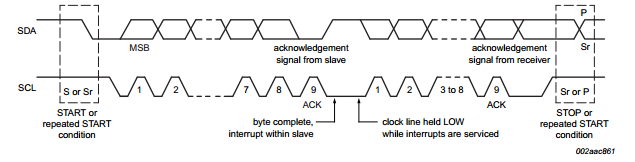 SDA
MSB
acknowledgement
signal from slave
acknowledgement
signal from receiver
P
Sr
SCL
S or Sr
1
2
7
8
9
1
2
3 to 8
9
Sr or P
ACK
ACK
START or
repeated START
condition
byte complete,
interrupt within slave
clock line held LOW
while interrupts are serviced
STOP or
repeated START
condition
002aac861